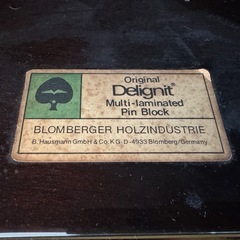 Original
Delignit®
Multi-laminated
Pin Block
BLOMBERGER HOLZINDUSTRIE
B. Hausmann GmbH & Co. KG · D-4933 Blomberg/Germany